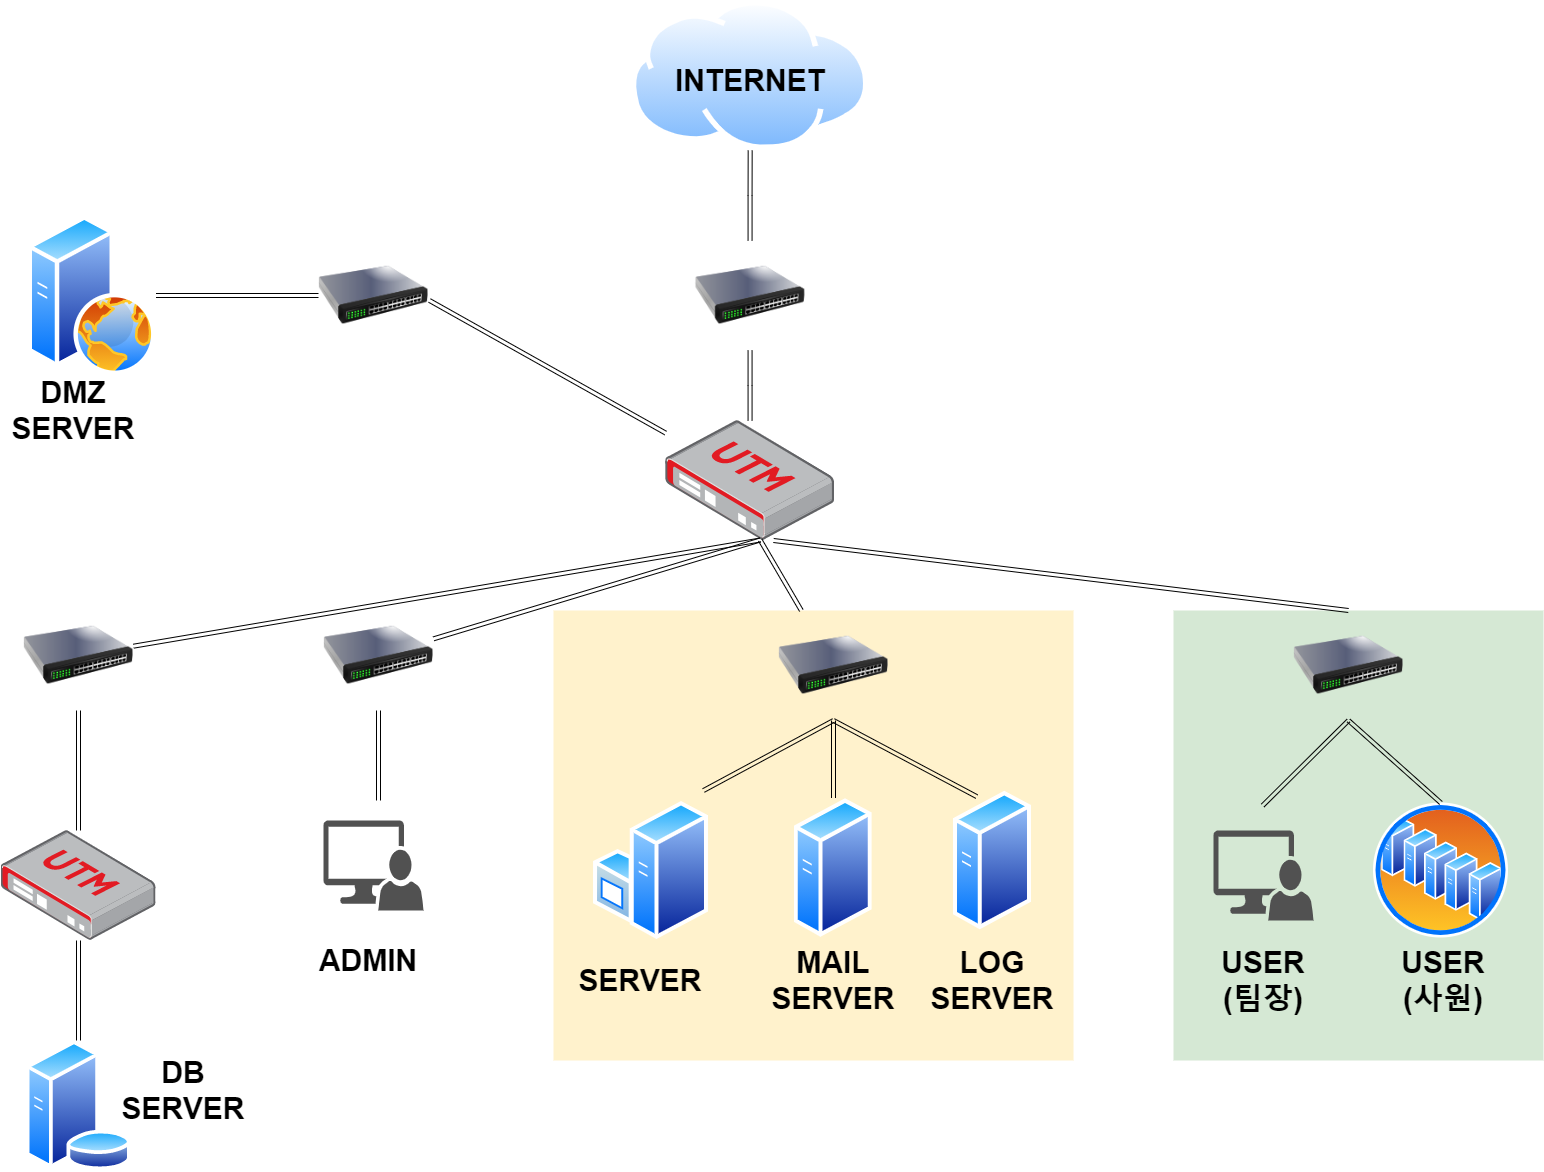 INTERNET
DMZ
SERVER
UTM
UTM
ADMIN
SERVER
MAIL
SERVER
LOG
SERVER
USER
(팀장)
USER
(사원)
DB
SERVER